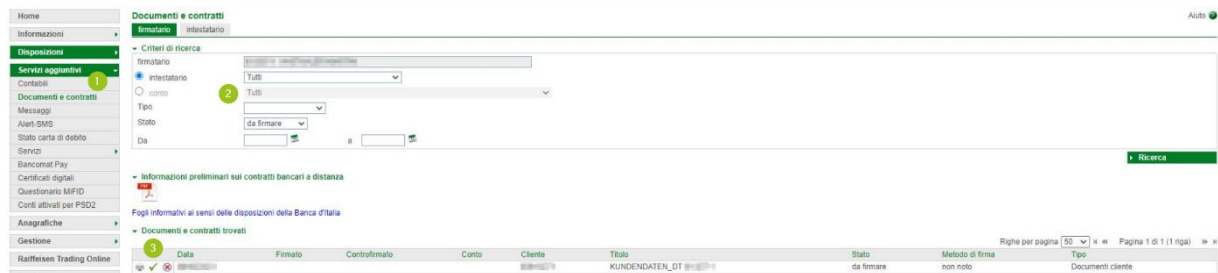 Home
Informazioni
Disposizioni
Servizi aggiuntivi
1
Contabili
Documenti e contratti
Messaggi
Alert-SMS
Stato carta di debito
Servizi
Bancomat Pay
Certificati digitali
Questionario MiFID
Conti attivati per PSD2
Anagrafiche
Gestione
Raiffeisen Trading Online
Documenti e contratti
Aiuto
firmatario intestatario
Criteri di ricerca
firmatario
intestatario Tutti
conto 2 Tutti
Tipo
Stato da firmare
Da a
Ricerca
Informazioni preliminari sui contratti bancari a distanza
PDF
Fogli informativi ai sensi delle disposizioni della Banca d'Italia
Documenti e contratti trovati
Righe per pagina 50 Pagina 1 di 1 (1 riga)
3 Data Firmato Controfirmato Conto Cliente Titolo Stato Metodo di firma Tipo
KUNDENDATEN_DT da firmare non noto Documenti cliente